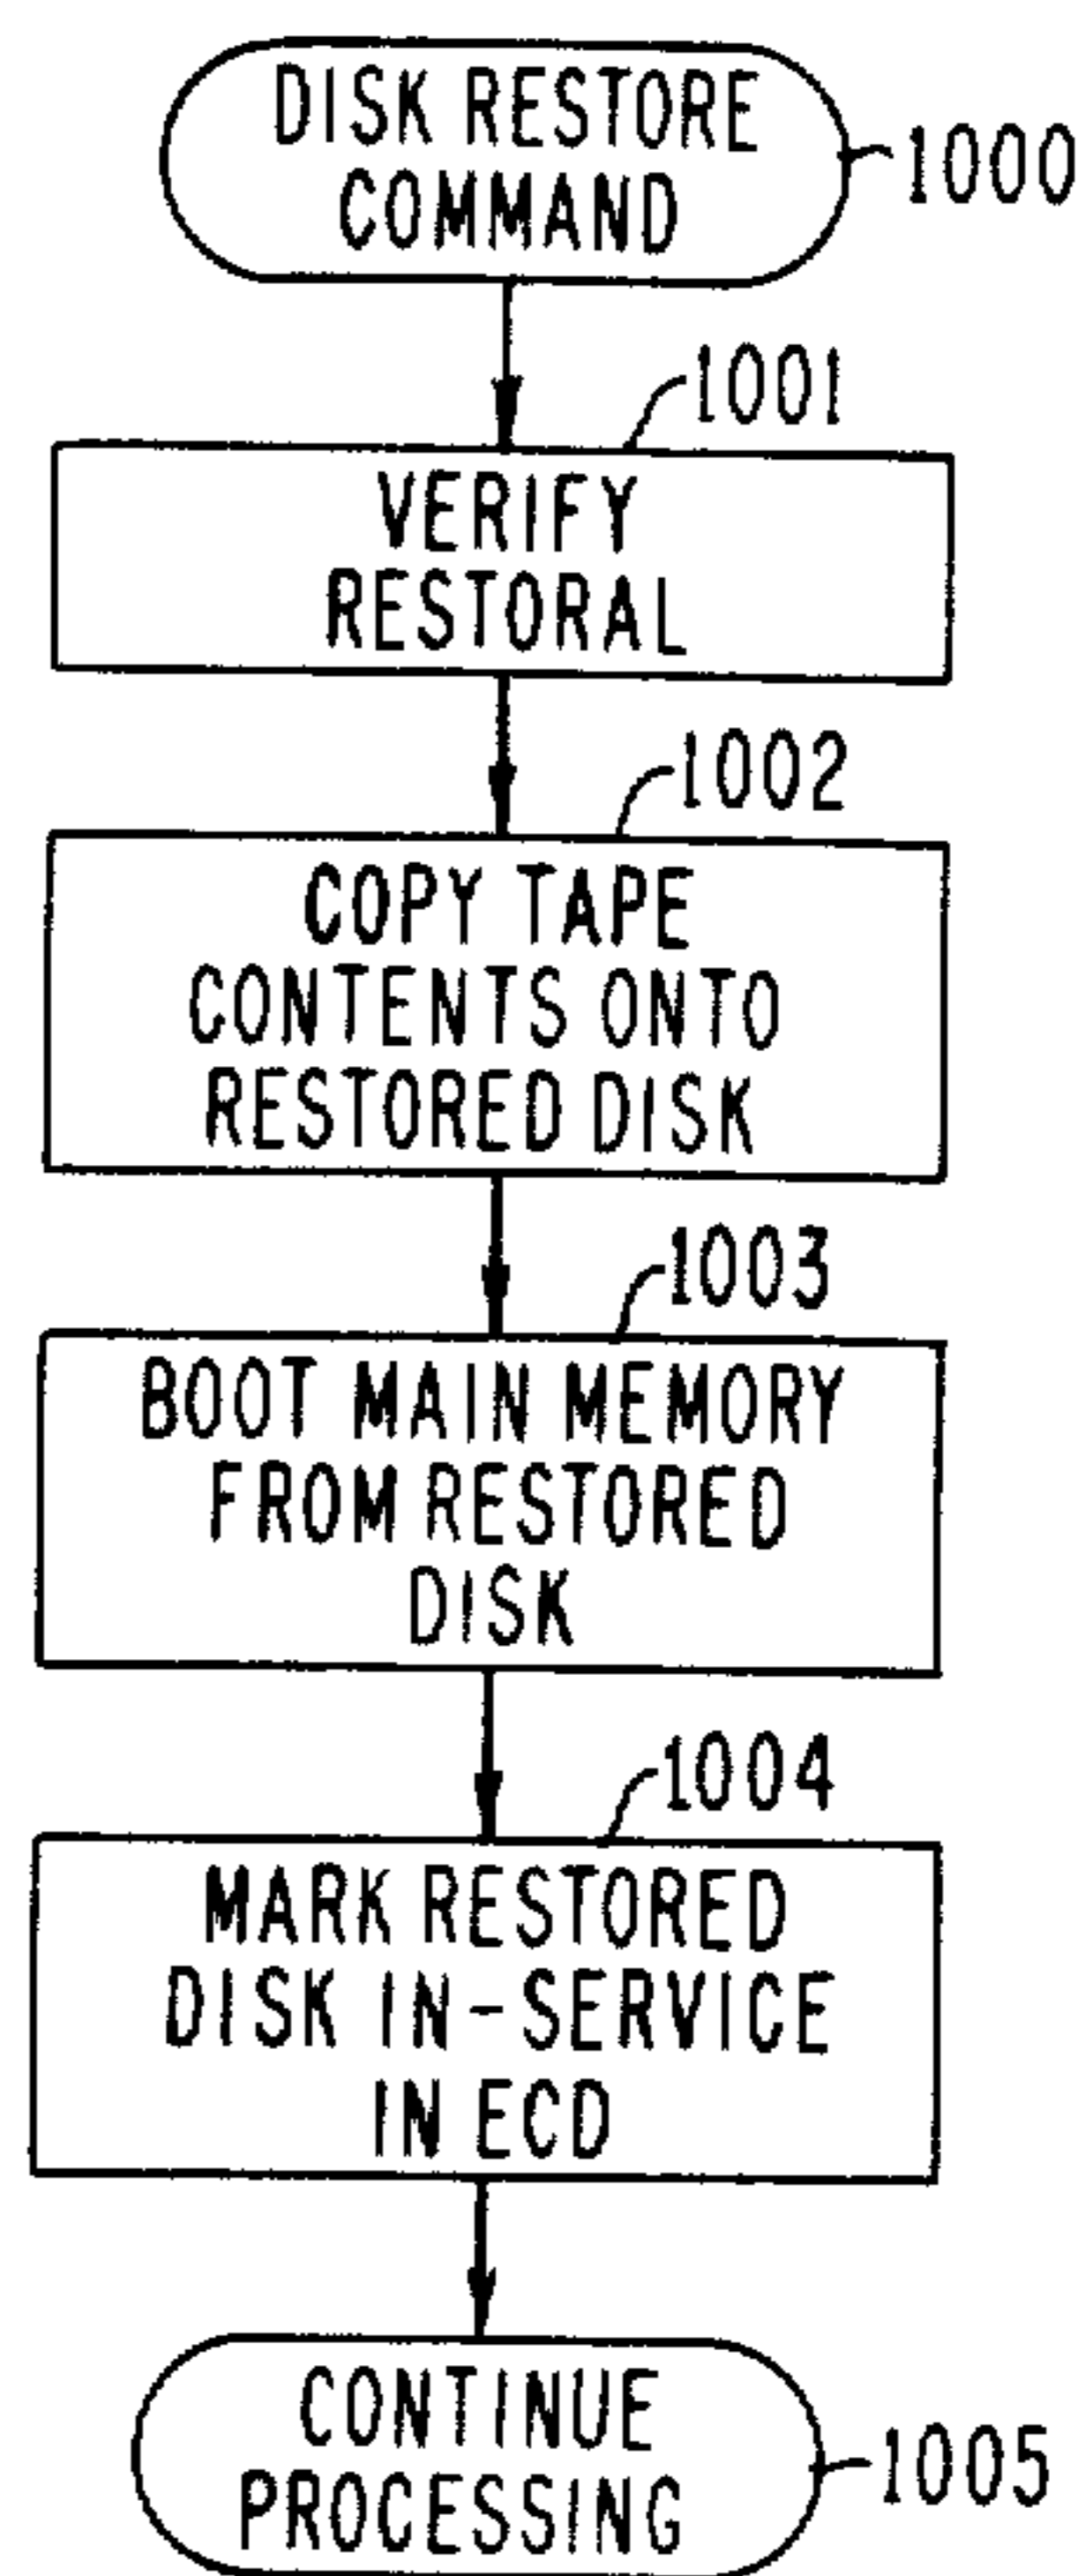 DISK RESTORE
COMMAND
1000
1001
VERIFY
RESTORAL
1002
COPY TAPE
CONTENTS ONTO
RESTORED DISK
1003
BOOT MAIN MEMORY
FROM RESTORED
DISK
1004
MARK RESTORED
DISK IN-SERVICE
IN ECD
CONTINUE
PROCESSING
1005